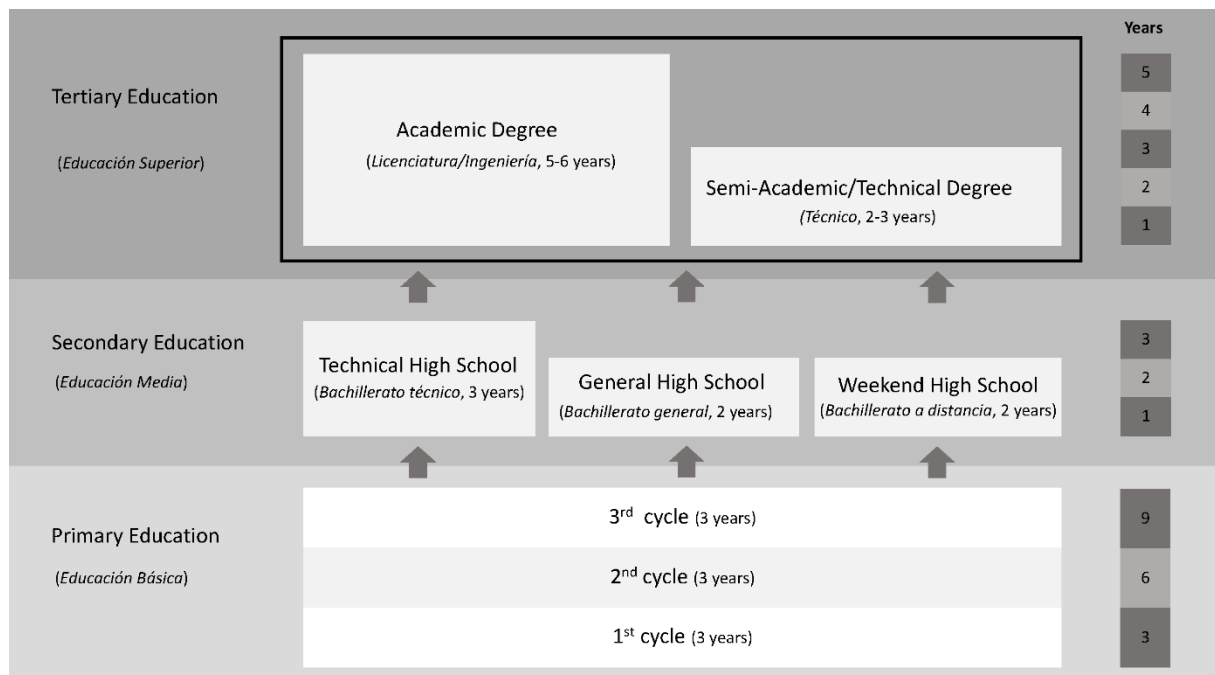 Years
Tertiary Education
(Educación Superior)
Academic Degree
(Licenciatura/Ingeniería, 5-6 years)
Semi-Academic/Technical Degree
(Técnico, 2-3 years)
5
4
3
2
1
Secondary Education
(Educación Media)
Technical High School
(Bachillerato técnico, 3 years)
General High School
(Bachillerato general, 2 years)
Weekend High School
(Bachillerato a distancia, 2 years)
3
2
1
Primary Education
(Educación Básica)
3rd cycle (3 years)
2nd cycle (3 years)
1st cycle (3 years)
9
6
3